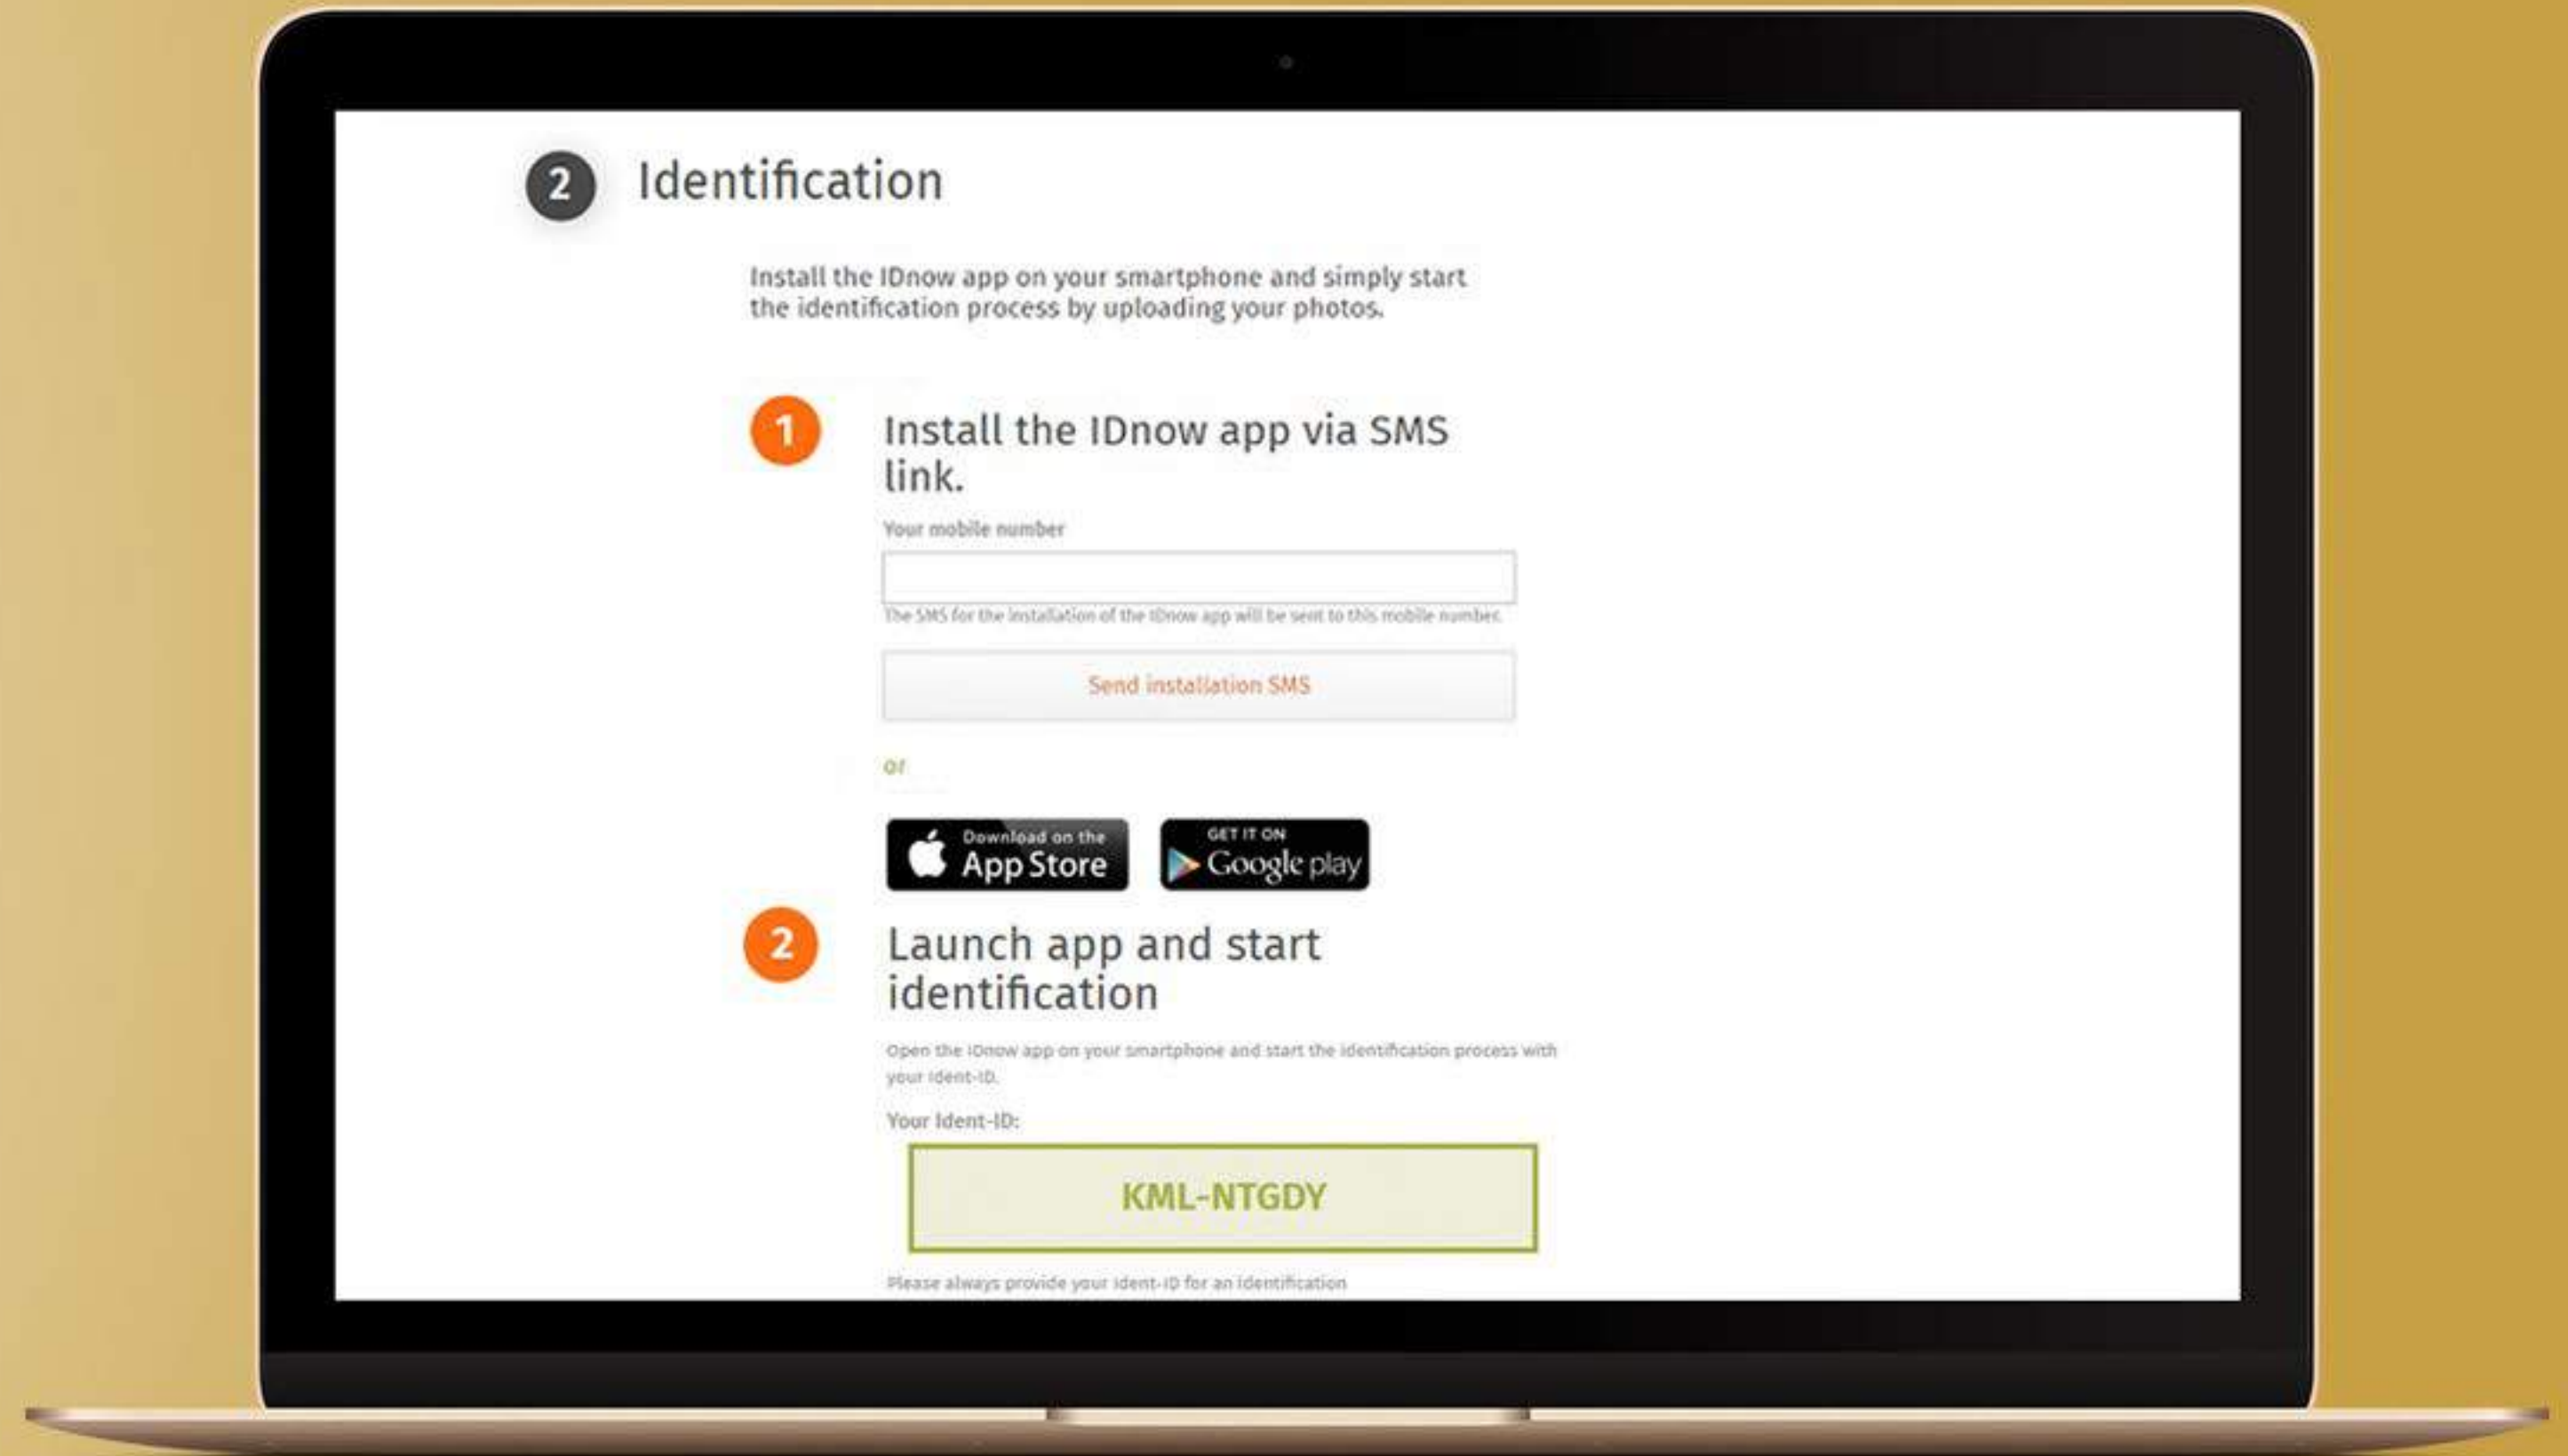 2 Identification
Install the IDnow app on your smartphone and simply start
the identification process by uploading your photos.
1 Install the IDnow app via SMS
link.
Your mobile number
The SMS for the installation of the IDnow app will be sent to this mobile number.
Send installation SMS
or
Download on the
App Store
GET IT ON
Google play
2 Launch app and start
identification
Open the IDnow app on your smartphone and start the identification process with
your Ident-ID.
Your Ident-ID:
KML-NTGDY
Please always provide your Ident-ID for an identification